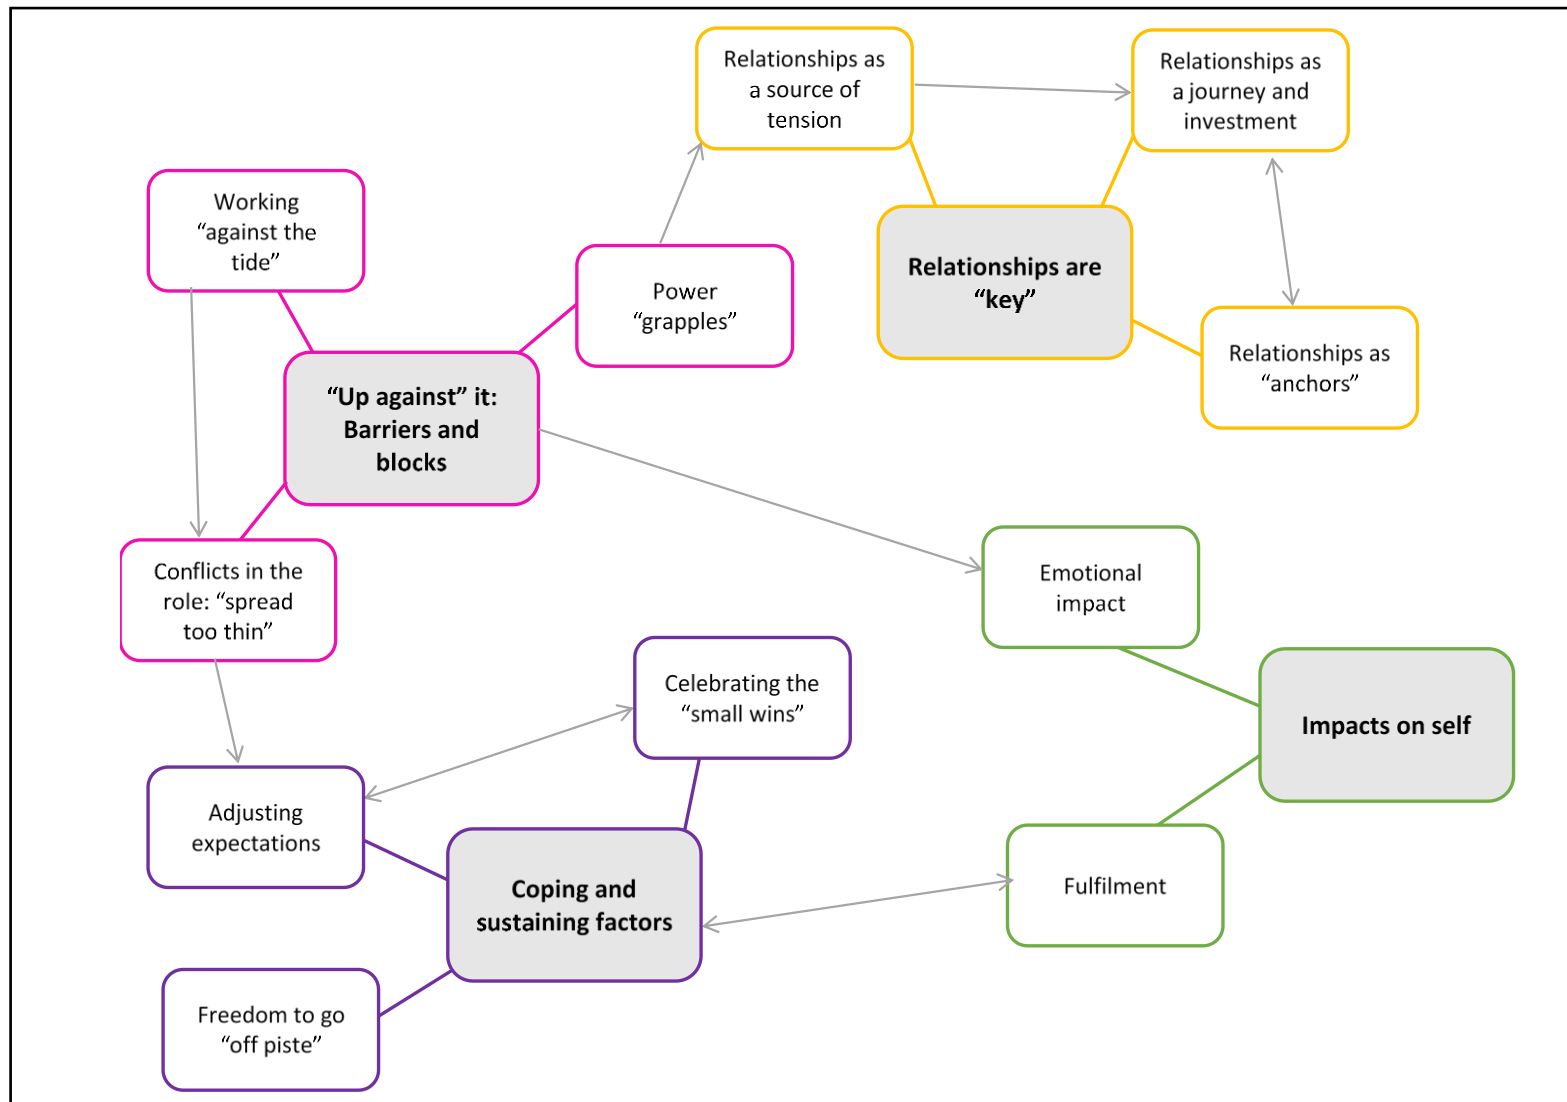 Relationships as
a source of
tension
Relationships as
a journey and
investment
Working
“against the
tide”
Power
“grapples”
Relationships are
“key”
Relationships as
“anchors”
“Up against” it:
Barriers and
blocks
Conflicts in the
role: “spread
too thin”
Emotional
impact
Celebrating the
“small wins”
Impacts on self
Adjusting
expectations
Coping and
sustaining factors
Fulfilment
Freedom to go
“off piste”